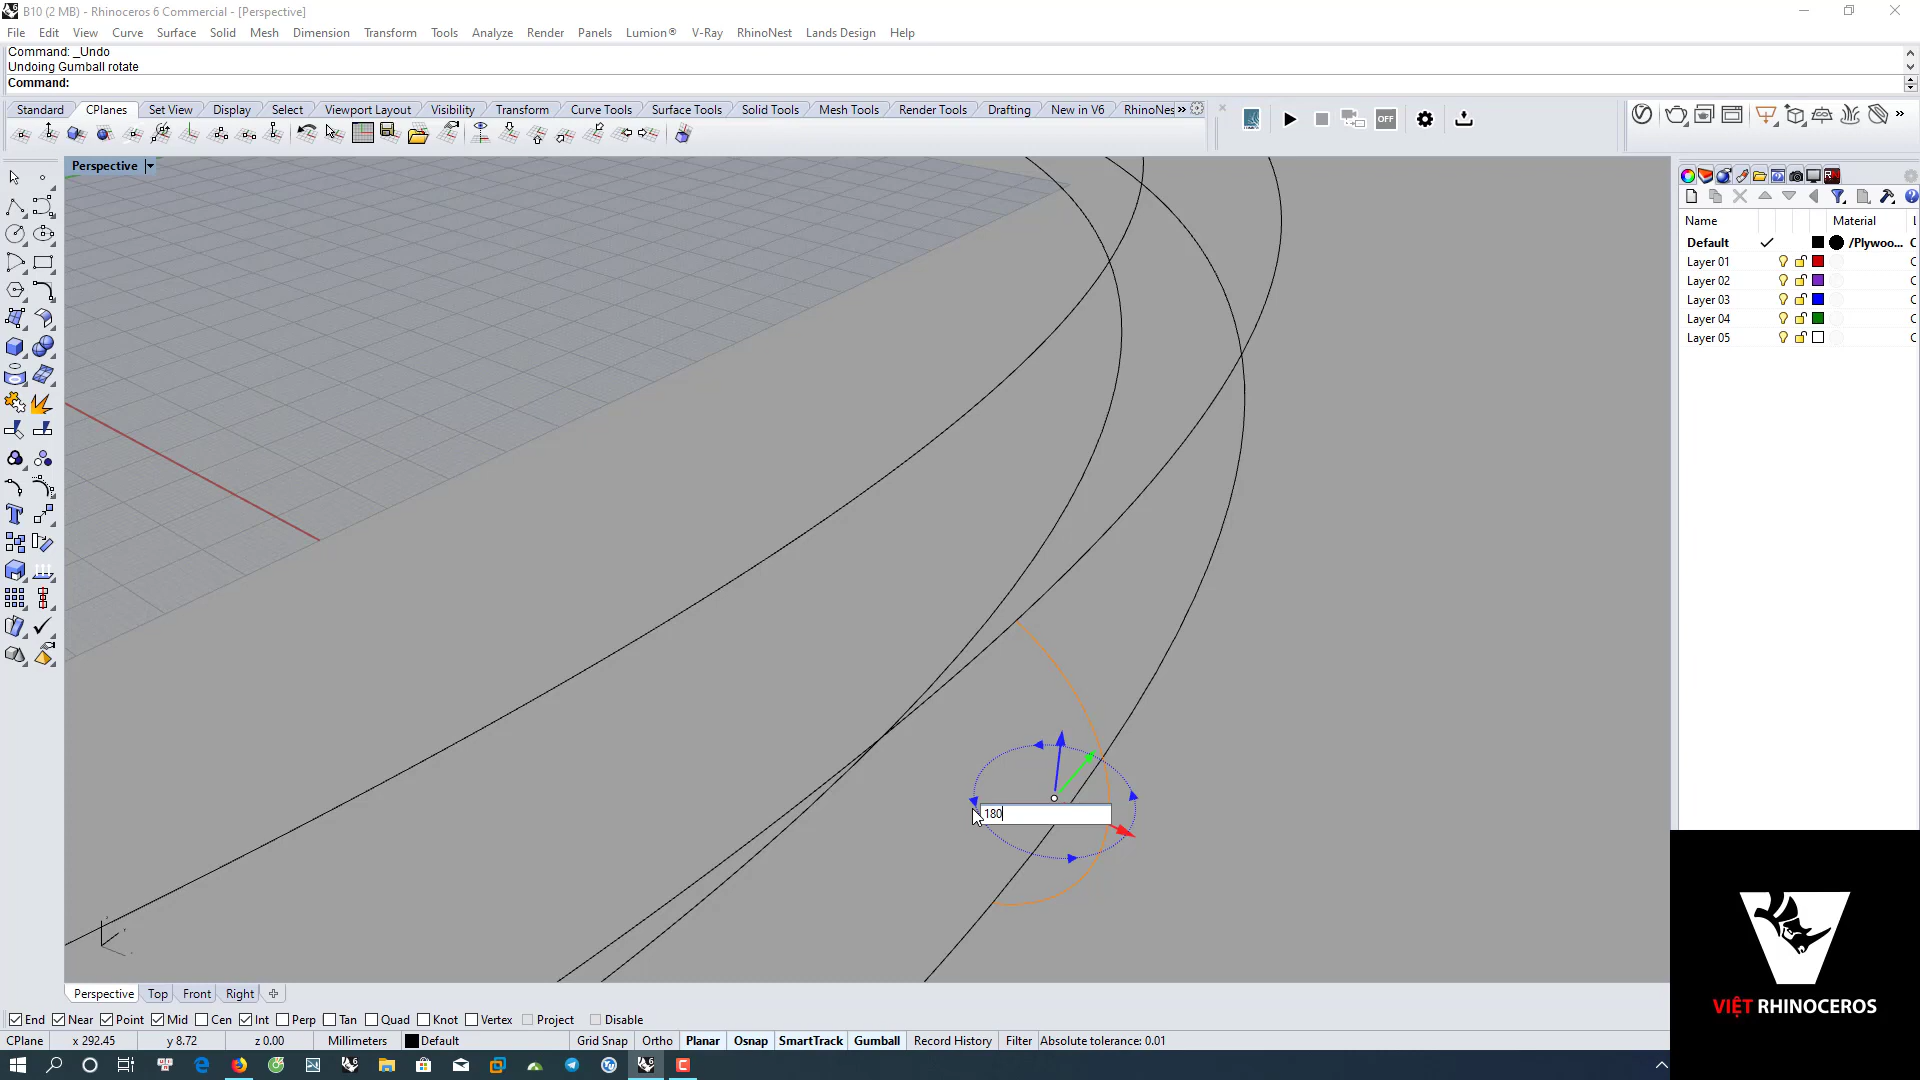 B10 (2 MB) - Rhinoceros 6 Commercial - [Perspective]
File Edit View Curve Surface Solid Mesh Dimension Transform Tools Analyze Render Panels Lumion® V-Ray RhinoNest Lands Design Help
Command: _Undo
Undoing Gumball rotate
Command:
Standard CPlanes Set View Display Select Viewport Layout Visibility Transform Curve Tools Surface Tools Solid Tools Mesh Tools Render Tools Drafting New in V6 RhinoNes »
OFF
Perspective
Name Material L
Default /Plywoo... C
Layer 01 C
Layer 02 C
Layer 03 C
Layer 04 C
Layer 05 C
180
Perspective Top Front Right
End Near Point Mid Cen Int Perp Tan Quad Knot Vertex Project Disable
CPlane x 292.45 y 8.72 z 0.00 Millimeters Default Grid Snap Ortho Planar Osnap SmartTrack Gumball Record History Filter Absolute tolerance: 0.01
VIỆT RHINOCEROS